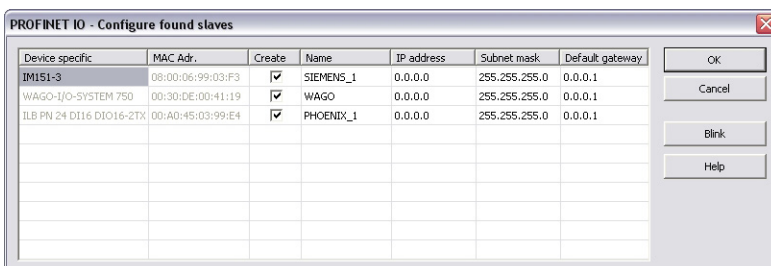 PROFINET IO - Configure found slaves
Device specific MAC Adr. Create Name IP address Subnet mask Default gateway
IM151-3 08:00:06:99:03:F3 SIEMENS_1 0.0.0.0 255.255.255.0 0.0.0.1
WAGO-I/O-SYSTEM 750 00:30:DE:00:41:19 WAGO 0.0.0.0 255.255.255.0 0.0.0.1
ILB PN 24 DI16 DIO16-2TX 00:A0:45:03:99:E4 PHOENIX_1 0.0.0.0 255.255.255.0 0.0.0.1
OK
Cancel
Blink
Help